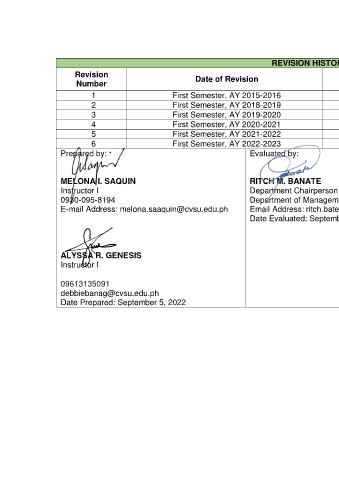 REVISION HISTO
Revision Number
Date of Revision
1 First Semester, AY 2015-2016
2 First Semester, AY 2018-2019
3 First Semester, AY 2019-2020
4 First Semester, AY 2020-2021
5 First Semester, AY 2021-2022
6 First Semester, AY 2022-2023
Prepared by:
MELONA I. SAQUIN
Instructor I
0920-095-8194
E-mail Address: melona.saaquin@cvsu.edu.ph
ALYSSA R. GENESIS
Instructor I
09613135091
debbiebanag@cvsu.edu.ph
Date Prepared: September 5, 2022
Evaluated by:
RITCH M. BANATE
Department Chairperson
Department of Managem
Email Address: ritch.bate
Date Evaluated: Septemb